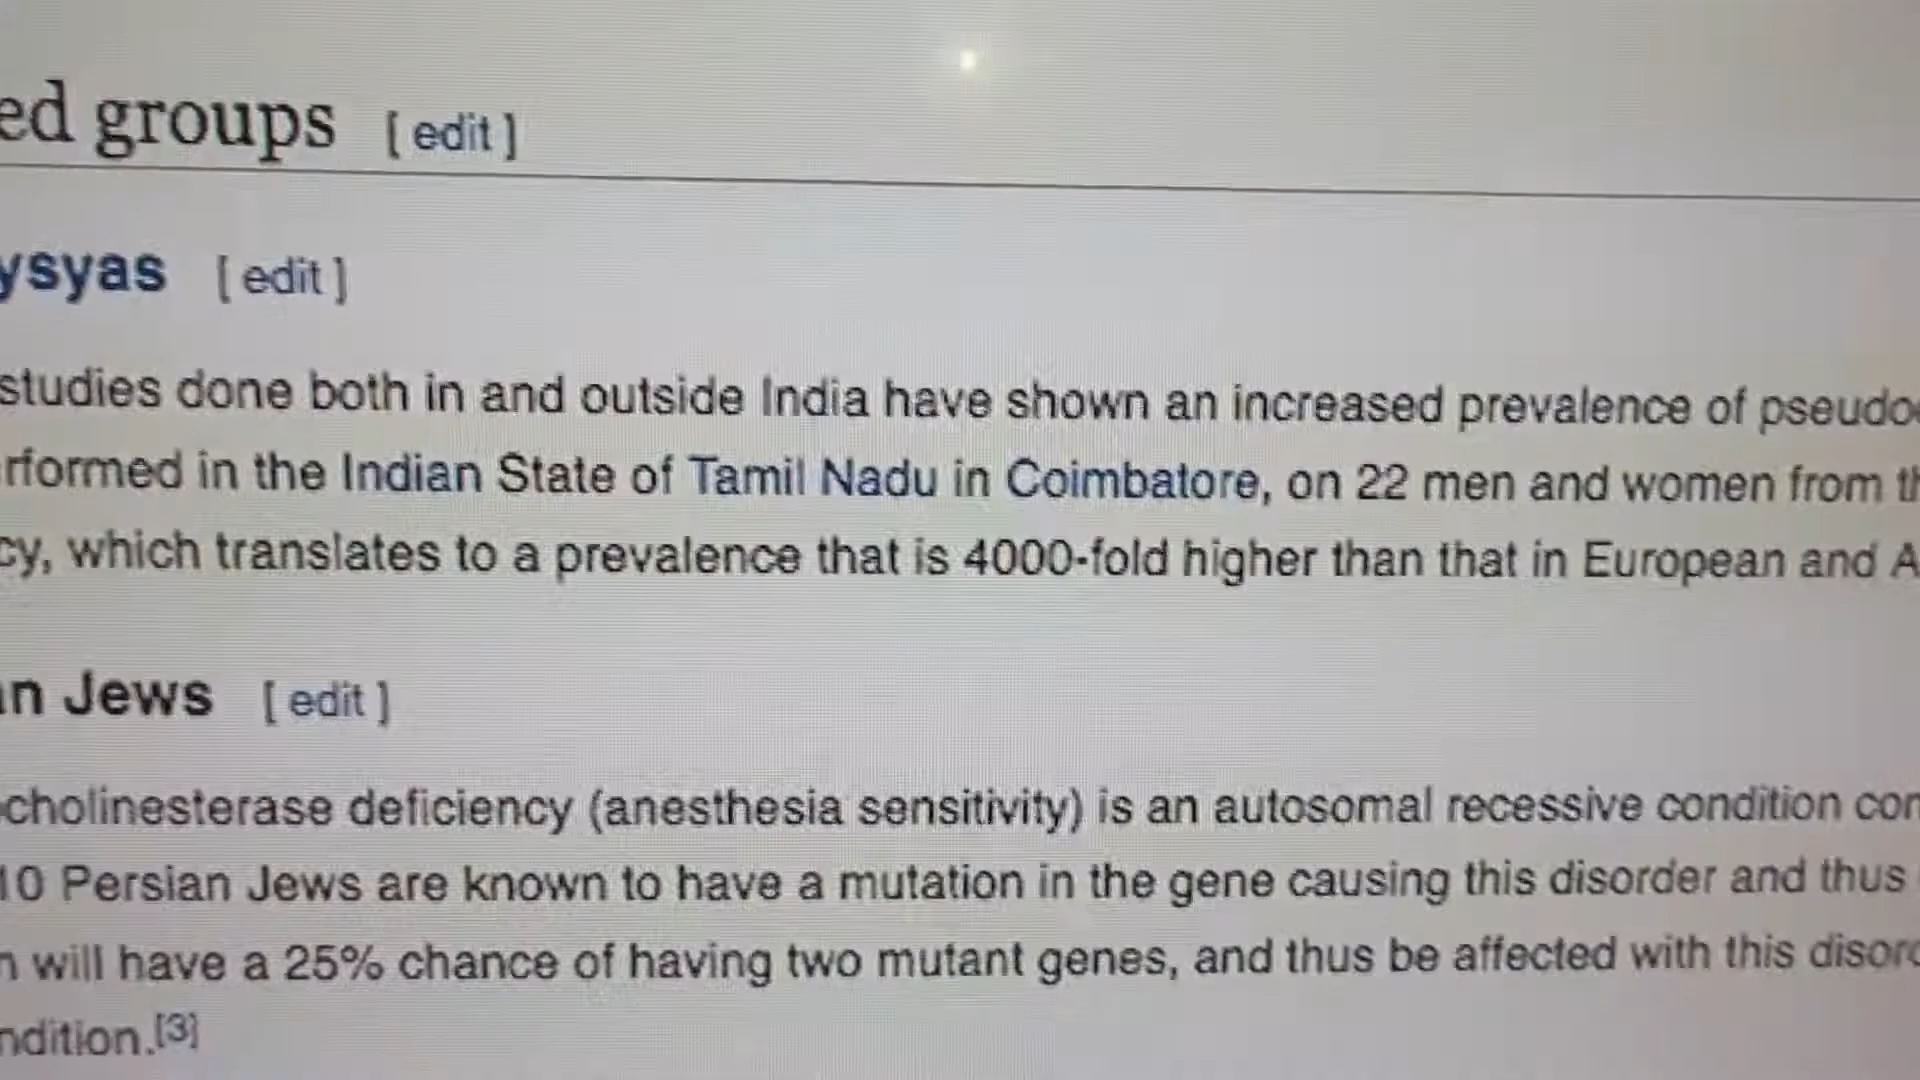 ed groups [ edit ]
ysyas [ edit ]
studies done both in and outside India have shown an increased prevalence of pseudo
rformed in the Indian State of Tamil Nadu in Coimbatore, on 22 men and women from th
cy, which translates to a prevalence that is 4000-fold higher than that in European and A
n Jews [ edit ]
cholinesterase deficiency (anesthesia sensitivity) is an autosomal recessive condition con
10 Persian Jews are known to have a mutation in the gene causing this disorder and thus
n will have a 25% chance of having two mutant genes, and thus be affected with this disor
ndition.[3]